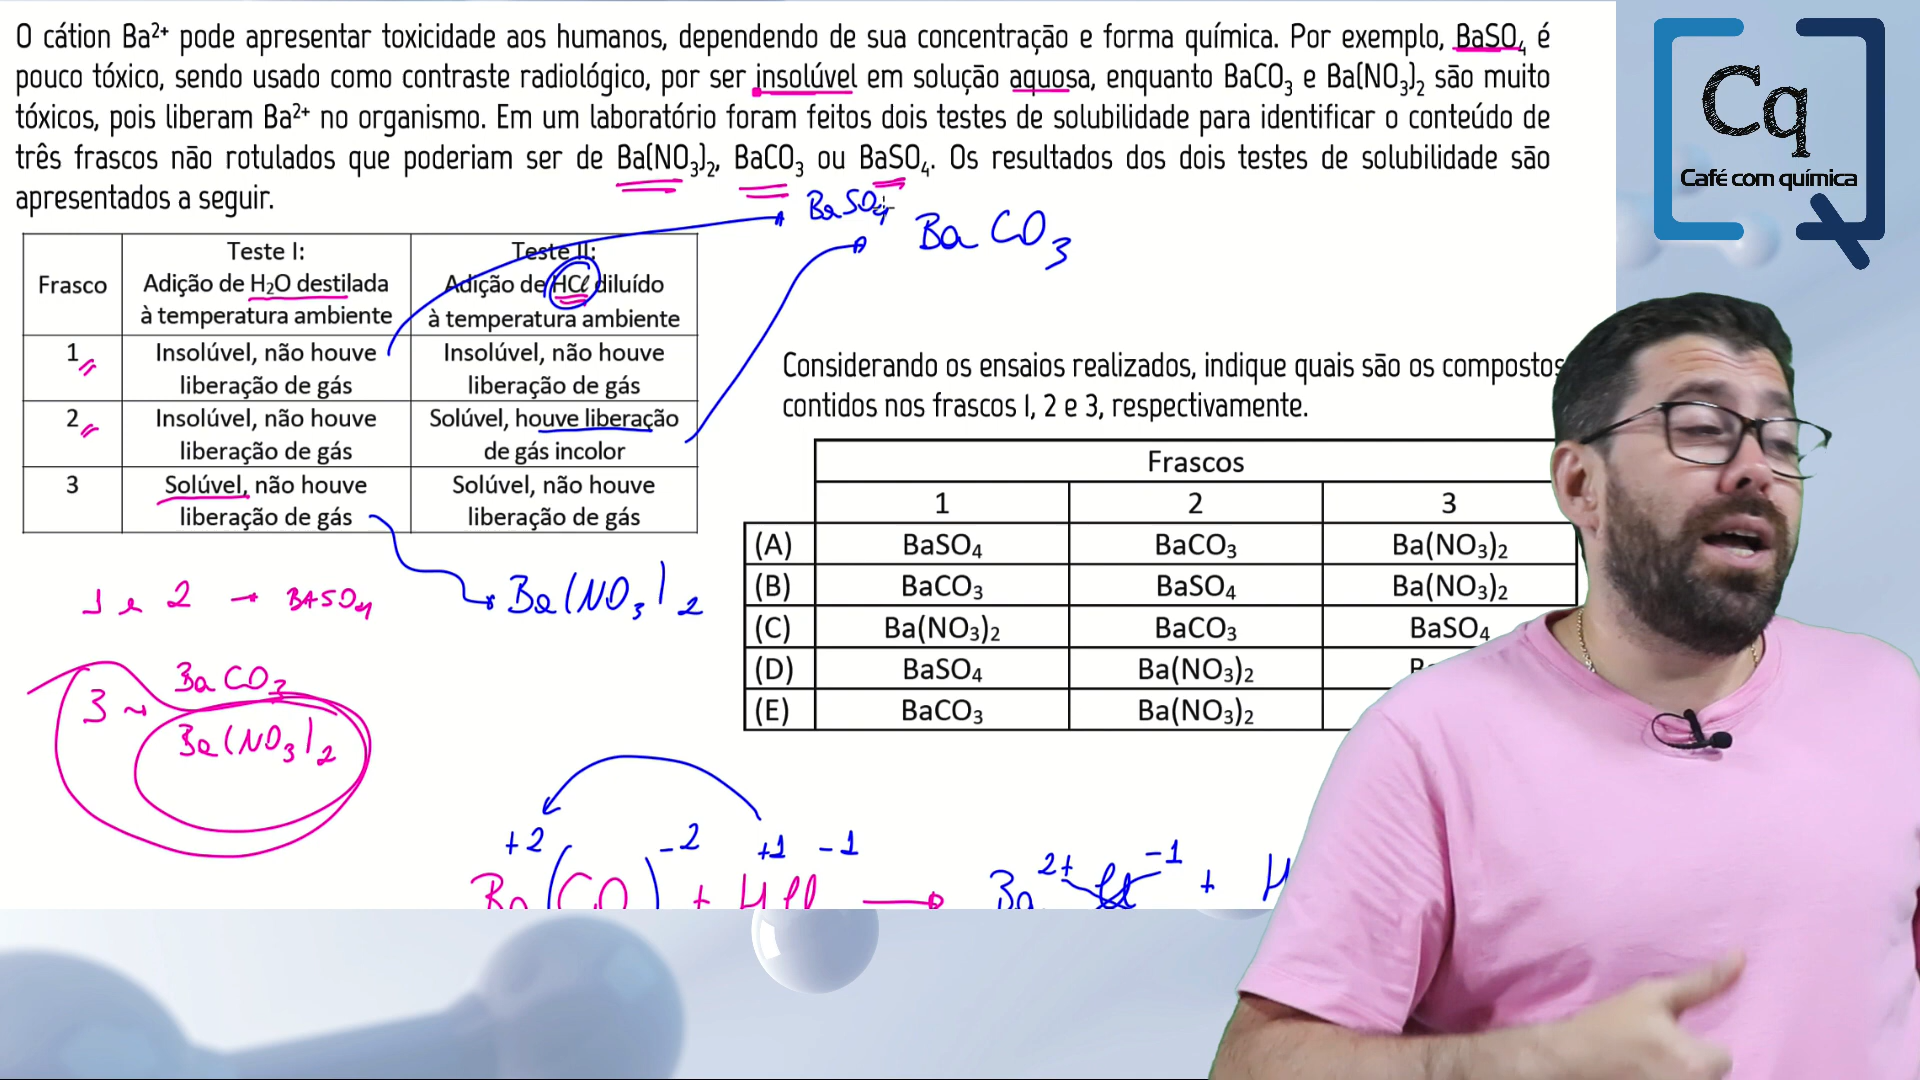 O cátion Ba²⁺ pode apresentar toxicidade aos humanos, dependendo de sua concentração e forma química. Por exemplo, BaSO₄ é
pouco tóxico, sendo usado como contraste radiológico, por ser insolúvel em solução aquosa, enquanto BaCO₃ e Ba(NO₃)₂ são muito
tóxicos, pois liberam Ba²⁺ no organismo. Em um laboratório foram feitos dois testes de solubilidade para identificar o conteúdo de
três frascos não rotulados que poderiam ser de Ba(NO₃)₂, BaCO₃ ou BaSO₄. Os resultados dos dois testes de solubilidade são
apresentados a seguir.
Cq
Café com química
BaSO₄
BaCO₃
Frasco
Teste I:
Adição de H₂O destilada
à temperatura ambiente
Teste II:
Adição de HCℓ diluído
à temperatura ambiente
1
Insolúvel, não houve
liberação de gás
Insolúvel, não houve
liberação de gás
2
Insolúvel, não houve
liberação de gás
Solúvel, houve liberação
de gás incolor
3
Solúvel, não houve
liberação de gás
Solúvel, não houve
liberação de gás
Considerando os ensaios realizados, indique quais são os compostos
contidos nos frascos I, 2 e 3, respectivamente.
Frascos
1 2 3
(A) BaSO₄ BaCO₃ Ba(NO₃)₂
(B) BaCO₃ BaSO₄ Ba(NO₃)₂
(C) Ba(NO₃)₂ BaCO₃ BaSO₄
(D) BaSO₄ Ba(NO₃)₂
(E) BaCO₃ Ba(NO₃)₂
Ba(NO₃)₂
1 e 2 → BASO₄
BaCO₃
3 Ba(NO₃)₂
+2 -2 +1 -1
Ba(CO) + HCl → Ba²⁺ -1 + H